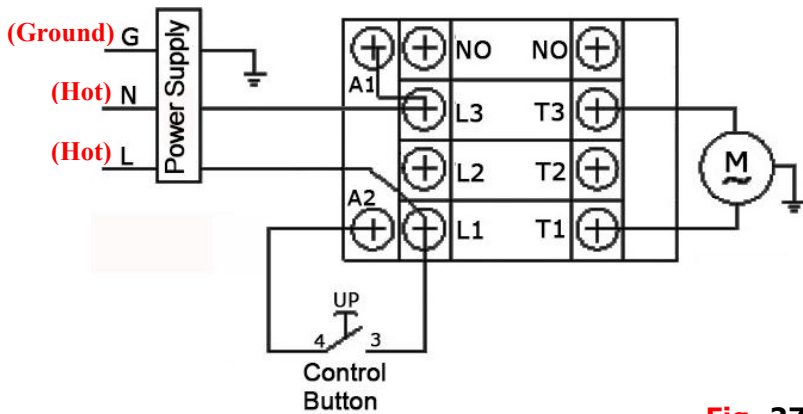 (Ground) G
(Hot) N
(Hot) L
Power Supply
A1
NO NO
L3 T3
L2 T2
A2
L1 T1
M
UP
4 3
Control
Button
Fig. 27